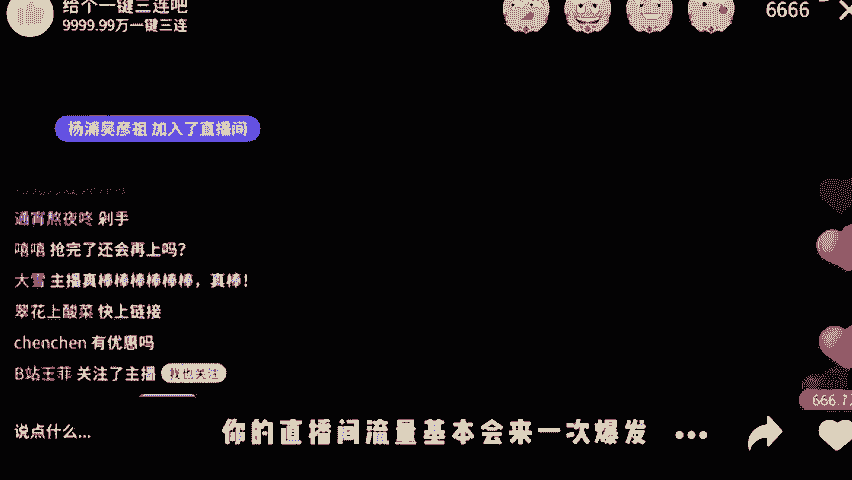 给个一键三连吧
9999.99万一键三连
6666
杨浦吴彦祖 加入了直播间
通宵熬夜咚 剁手
嘻嘻 抢完了还会再上吗？
大雪 主播真棒棒棒棒棒棒，真棒！
翠花上酸菜 快上链接
chenchen 有优惠吗
B站王菲 关注了主播 我也关注
666.1万
说点什么...
你的直播间流量基本会来一次爆发